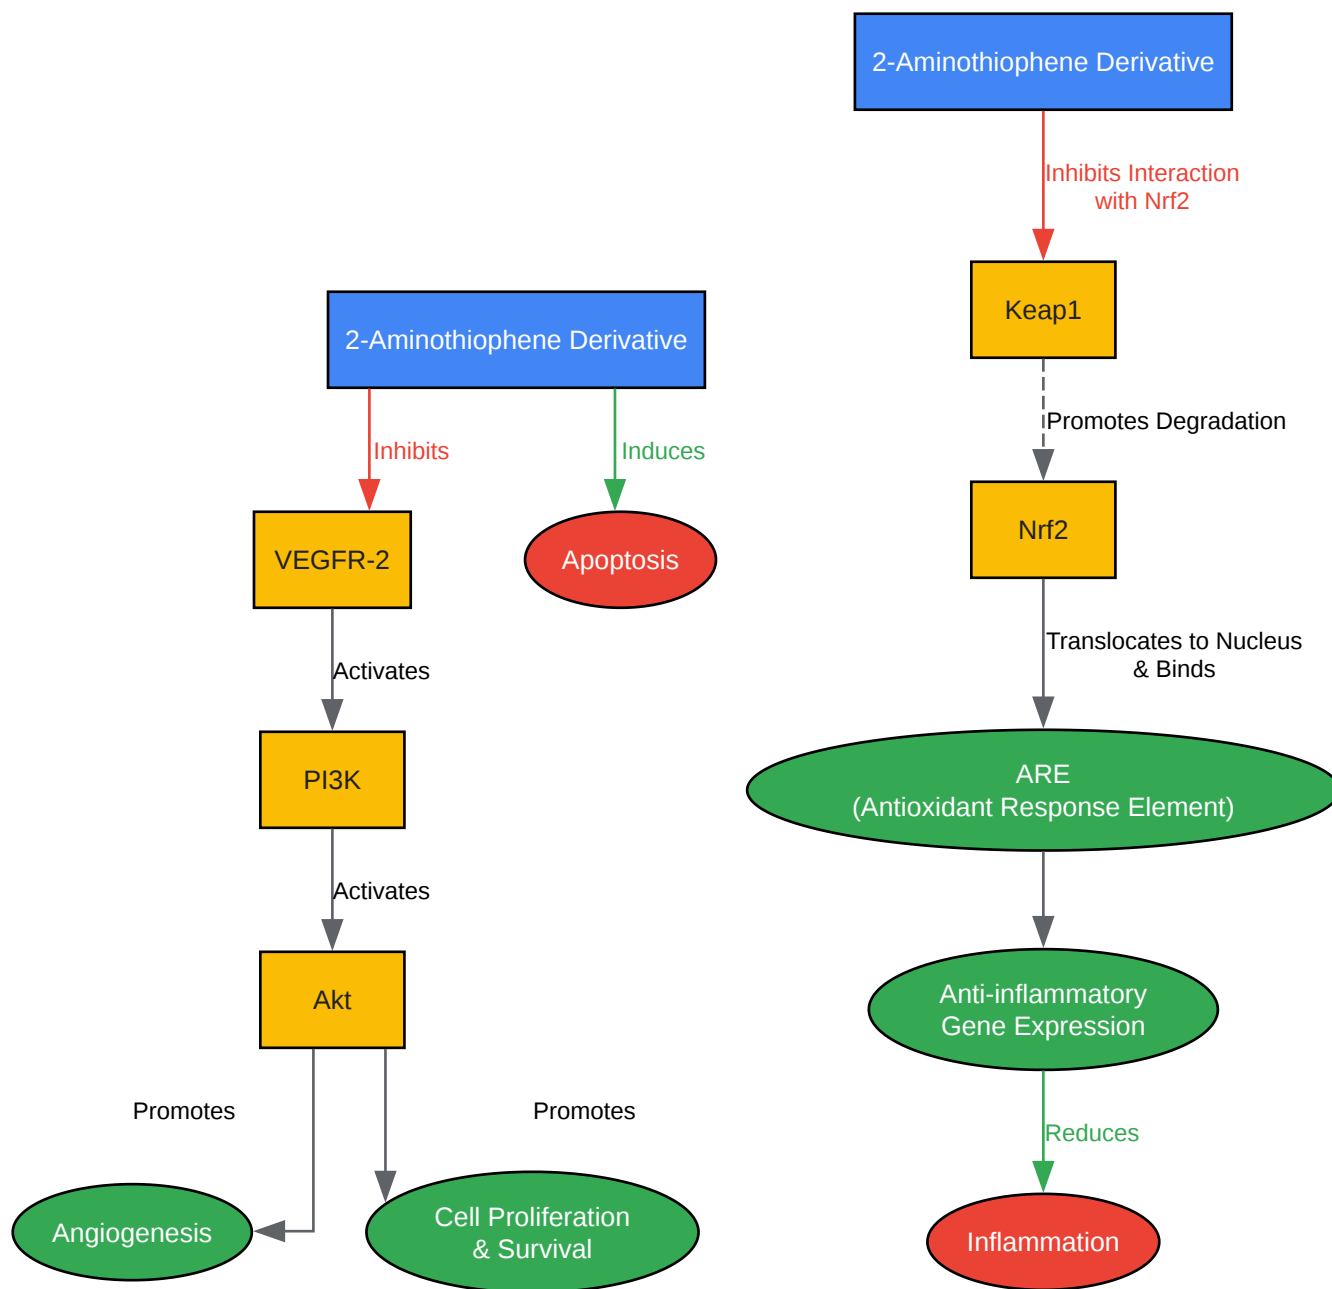 2-Aminothiophene Derivative
Inhibits
Induces
VEGFR-2
Apoptosis
Activates
PI3K
Activates
Akt
Promotes
Promotes
Angiogenesis
Cell Proliferation
& Survival
2-Aminothiophene Derivative
Inhibits Interaction
with Nrf2
Keap1
Promotes Degradation
Nrf2
Translocates to Nucleus
& Binds
ARE
(Antioxidant Response Element)
Anti-inflammatory
Gene Expression
Reduces
Inflammation